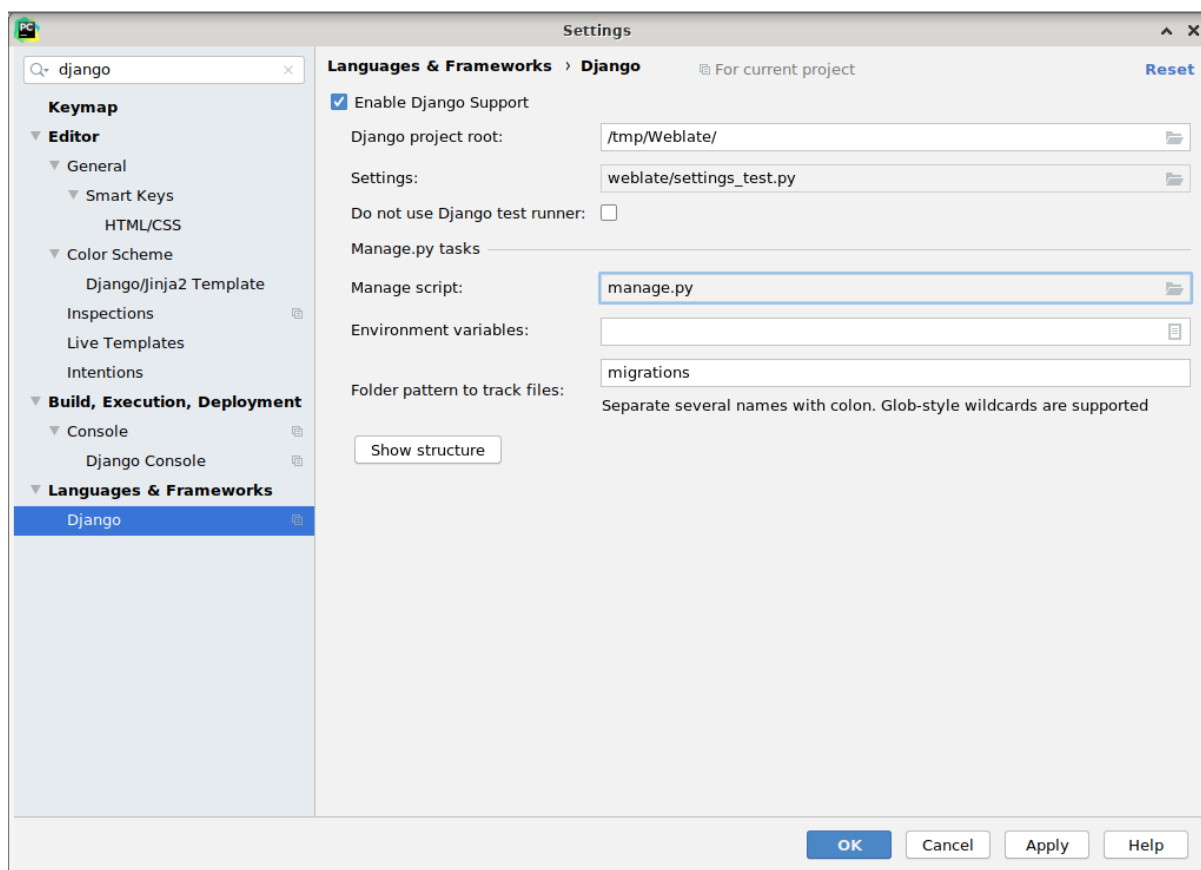 PC
Settings
django
Languages & Frameworks › Django
For current project
Reset
Keymap
Editor
General
Smart Keys
HTML/CSS
Color Scheme
Django/Jinja2 Template
Inspections
Live Templates
Intentions
Build, Execution, Deployment
Console
Django Console
Languages & Frameworks
Django
Enable Django Support
Django project root: /tmp/Weblate/
Settings: weblate/settings_test.py
Do not use Django test runner:
Manage.py tasks
Manage script: manage.py
Environment variables:
Folder pattern to track files: migrations
Separate several names with colon. Glob-style wildcards are supported
Show structure
OK Cancel Apply Help